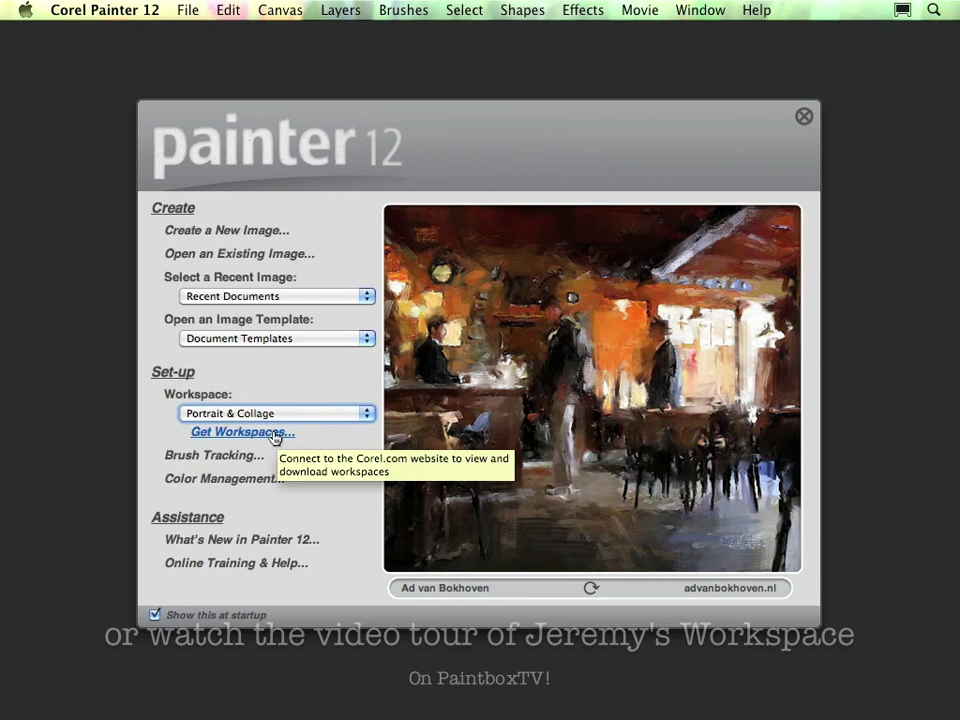 Corel Painter 12 File Edit Canvas Layers Brushes Select Shapes Effects Movie Window Help
painter 12
Create
Create a New Image...
Open an Existing Image...
Select a Recent Image:
Recent Documents
Open an Image Template:
Document Templates
Set-up
Workspace:
Portrait & Collage
Get Workspaces...
Brush Tracking...
Connect to the Corel.com website to view and
download workspaces
Color Management...
Assistance
What's New in Painter 12...
Online Training & Help...
Ad van Bokhoven advanbokhoven.nl
Show this at startup
or watch the video tour of Jeremy's Workspace
On PaintboxTV!